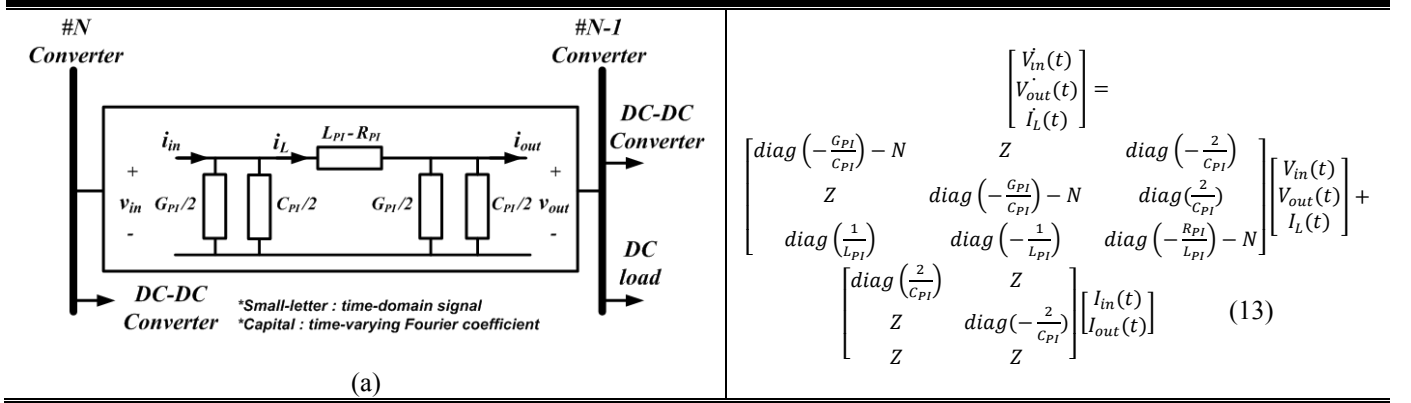 #N
Converter
#N-1
Converter
DC-DC
Converter
i_in
i_L
L_PI-R_PI
i_out
+
v_in
-
G_PI/2
C_PI/2
G_PI/2
C_PI/2
+
v_out
-
DC
load
DC-DC
Converter
*Small-letter : time-domain signal
*Capital : time-varying Fourier coefficient
(a)
[V̇_in(t) ; V̇_out(t) ; İ_L(t)] =
[diag(-G_PI/C_PI) - N   Z   diag(-2/C_PI)
Z   diag(-G_PI/C_PI) - N   diag(2/C_PI)
diag(1/L_PI)   diag(-1/L_PI)   diag(-R_PI/L_PI) - N] [V_in(t) ; V_out(t) ; I_L(t)] +
[diag(2/C_PI)   Z
Z   diag(-2/C_PI)
Z   Z] [I_in(t) ; I_out(t)]   (13)